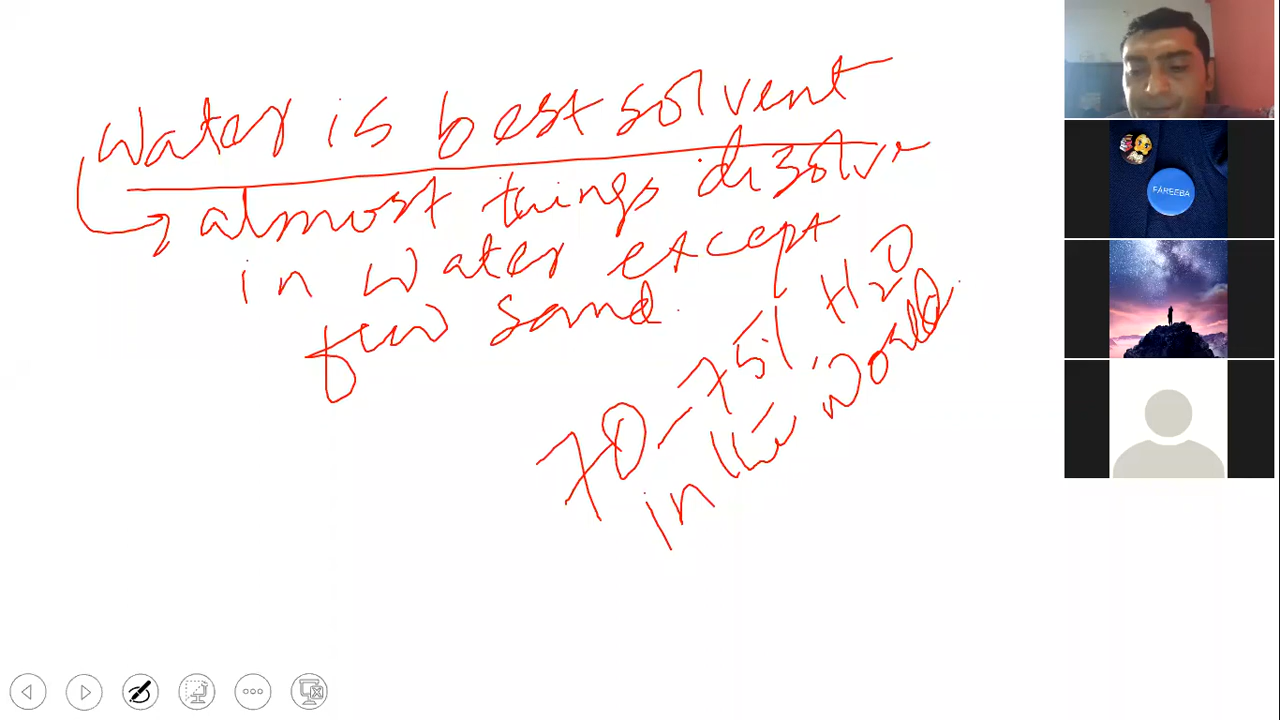 Water is best solvent
almost things dissolve
in water except
few sand.
70-75% H2O
in the world.
FAREEBA